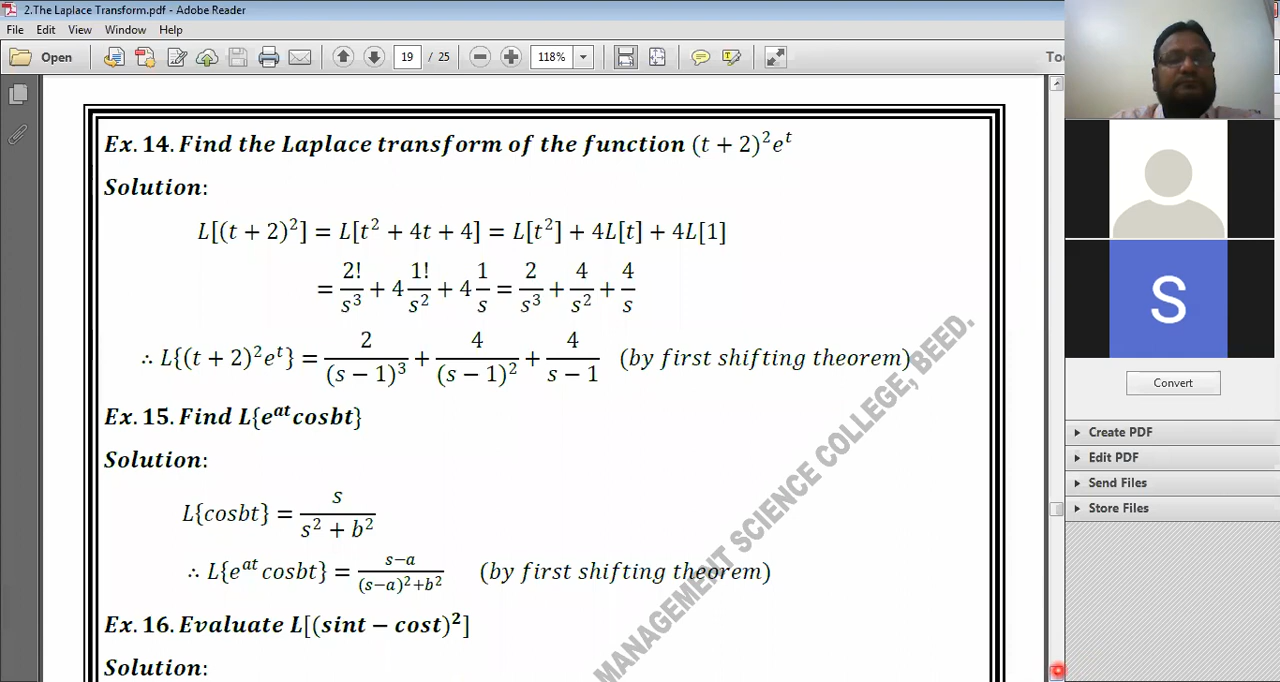 2.The Laplace Transform.pdf - Adobe Reader
File Edit View Window Help
Open 19 / 25 118%
Ex. 14. Find the Laplace transform of the function (t + 2)²eᵗ
Solution:
L[(t + 2)²] = L[t² + 4t + 4] = L[t²] + 4L[t] + 4L[1]
= 2!/s³ + 4 1!/s² + 4 1/s = 2/s³ + 4/s² + 4/s
∴ L{(t + 2)²eᵗ} = 2/(s − 1)³ + 4/(s − 1)² + 4/(s − 1) (by first shifting theorem)
Ex. 15. Find L{eᵃᵗcosbt}
Solution:
L{cosbt} = s/(s² + b²)
∴ L{eᵃᵗ cosbt} = (s−a)/((s−a)²+b²) (by first shifting theorem)
Ex. 16. Evaluate L[(sint − cost)²]
Solution:
MANAGEMENT SCIENCE COLLEGE, BEED.
S
Convert
Create PDF
Edit PDF
Send Files
Store Files